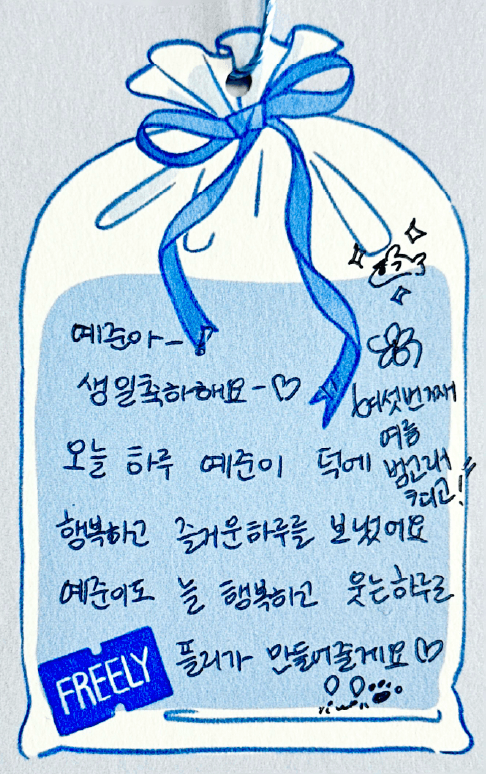 예준아-
생일축하해요-♡
오늘 하루 예준이 덕에
행복하고 즐거운하루를 보냈어요
예준이도 늘 행복하고 웃는하루로
플리가 만들어줄게요♡
여섯번째
여름
범고래
FREELY